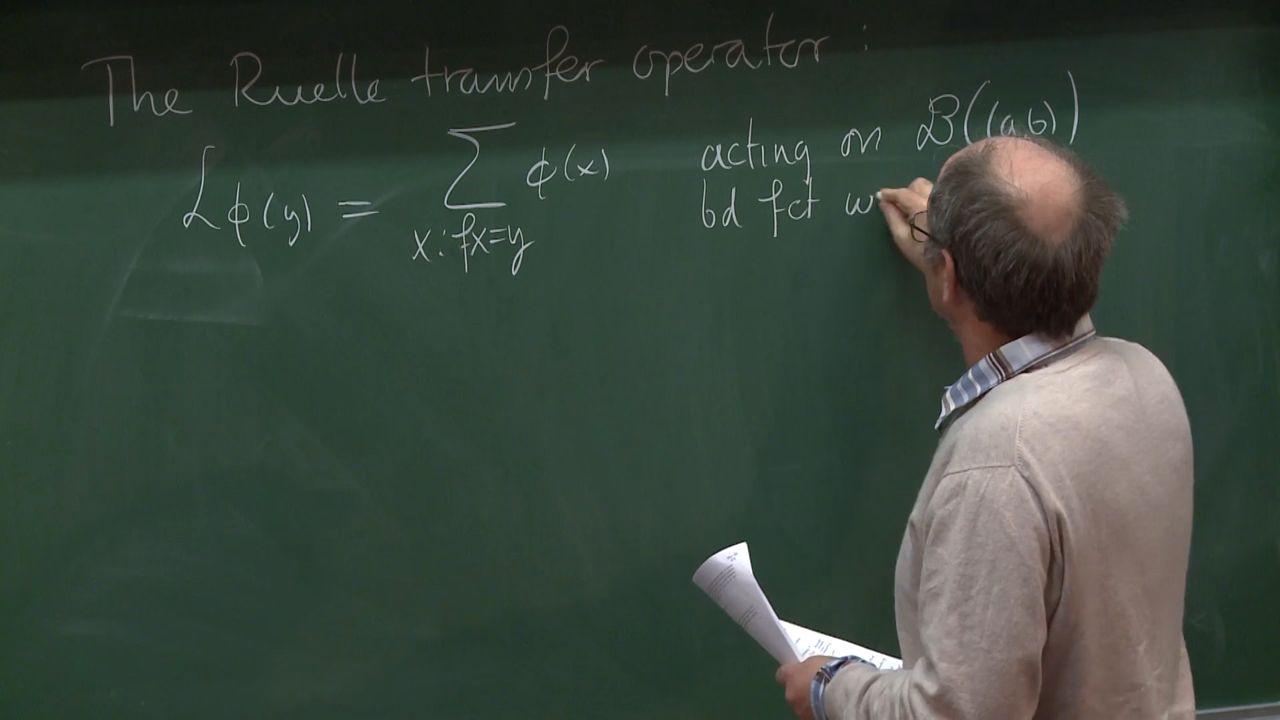 The Ruelle transfer operator :
ℒϕ(y) = ∑ ϕ(x)
x : fx=y
acting on ℬ((a,b))
bd fct w